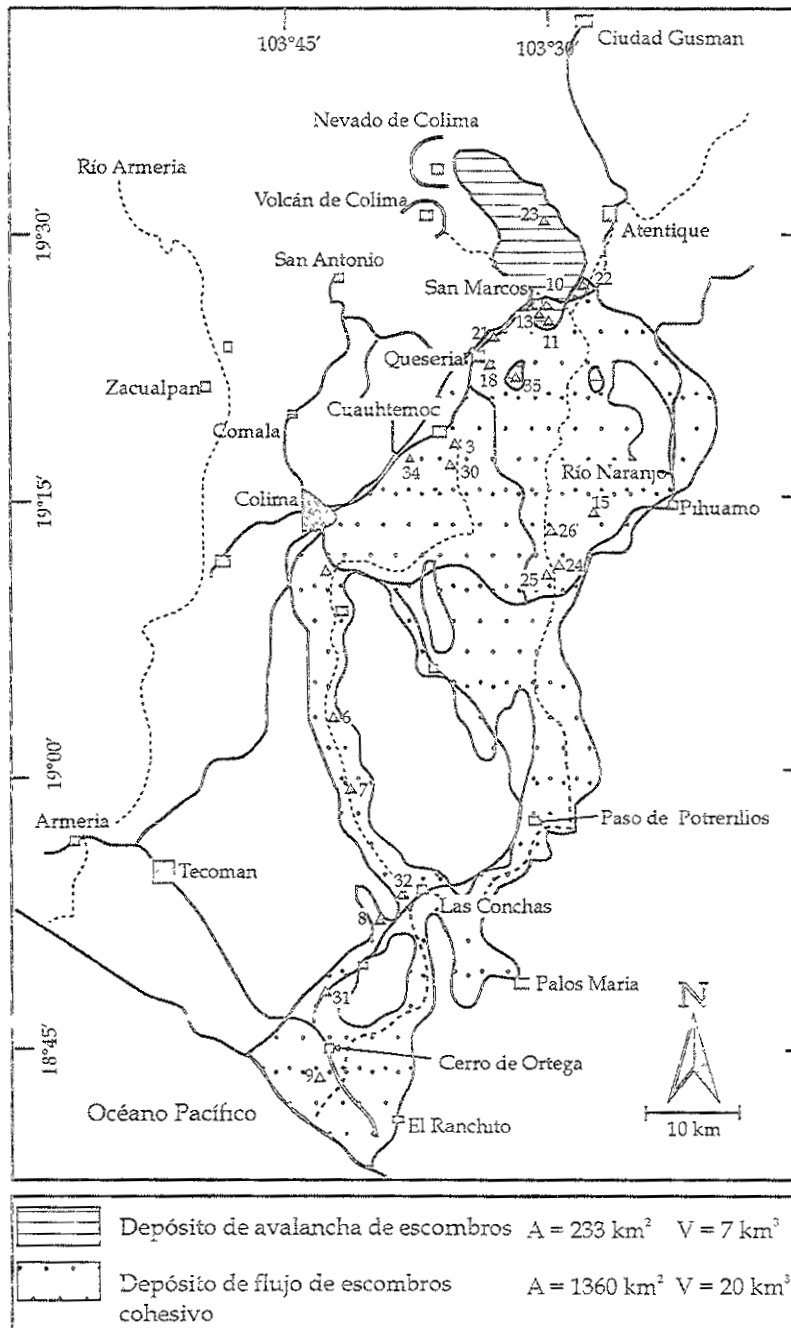 103°45'
103°30'
Ciudad Gusman
Nevado de Colima
Río Armeria
Volcán de Colima
23
Atentique
19°30'
San Antonio
San Marcos
10
22
13
11
21
Queseria
18
35
Zacualpan
Cuauhtemoc
Comala
3
34
30
Río Naranjo
19°15'
Colima
15
Pihuamo
26
25
24
6
19°00'
7
Armeria
Paso de Potrerillos
Tecoman
32
Las Conchas
8
Palos Maria
31
N
18°45'
Cerro de Ortega
9
Océano Pacífico
El Ranchito
10 km
Depósito de avalancha de escombros A = 233 km² V = 7 km³
Depósito de flujo de escombros A = 1360 km² V = 20 km³
cohesivo